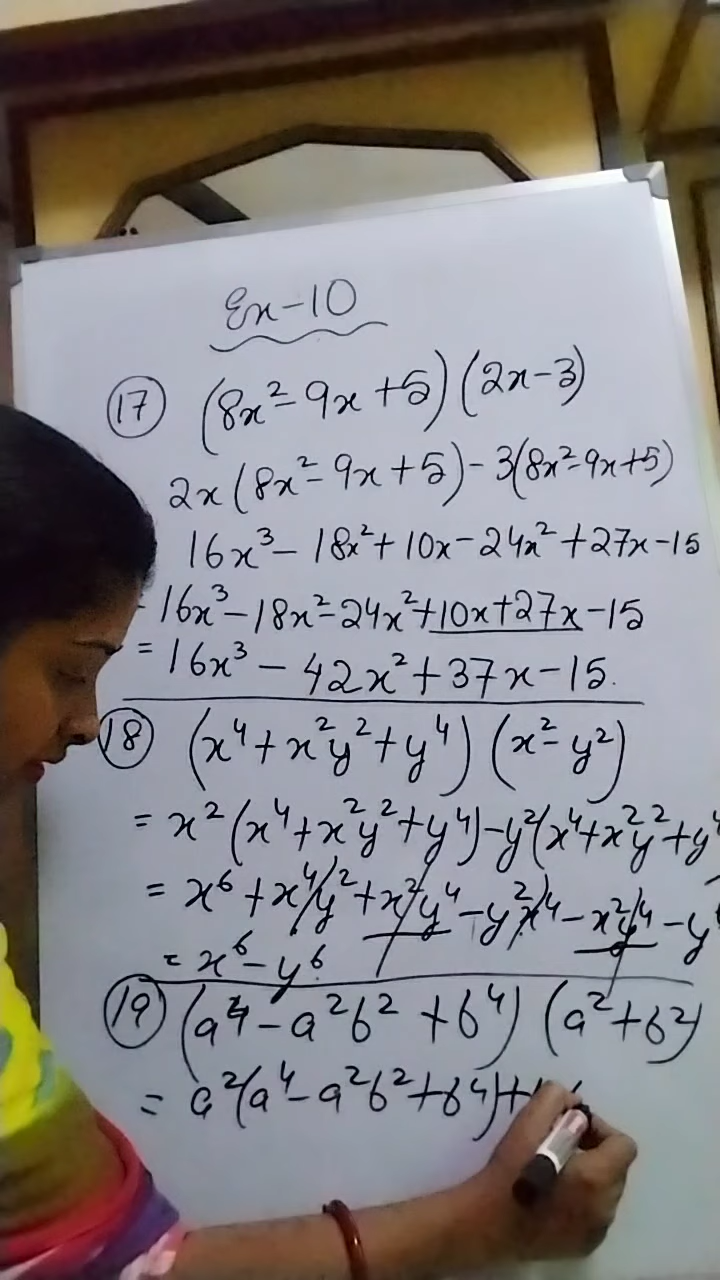 Ex-10
17 (8x² - 9x + 5) (2x - 3)
2x (8x² - 9x + 5) - 3(8x² - 9x + 5)
16x³ - 18x² + 10x - 24x² + 27x - 15
- 16x³ - 18x² - 24x² + 10x + 27x - 15
= 16x³ - 42x² + 37x - 15.
18 (x⁴ + x²y² + y⁴) (x² - y²)
= x² (x⁴ + x²y² + y⁴) - y² (x⁴ + x²y² + y⁴
= x⁶ + x⁴y² + x²y⁴ - y²x⁴ - x²y⁴ - y
= x⁶ - y⁶.
19 (a⁴ - a²b² + b⁴) (a² + b²)
= a² (a⁴ - a²b² + b⁴) +